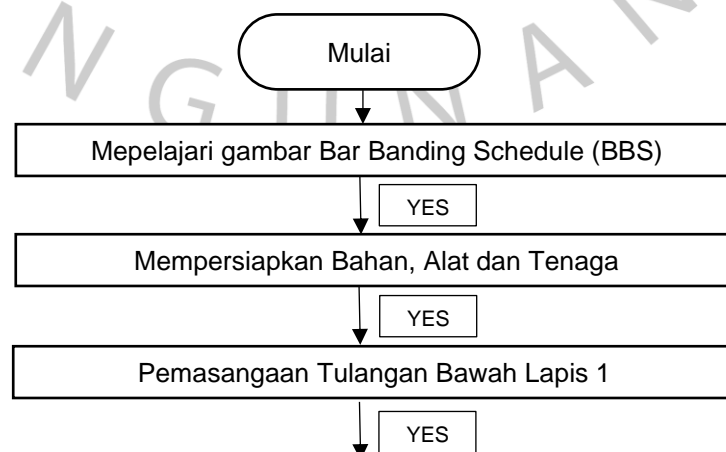 Mulai
NGUNAN
Mepelajari gambar Bar Banding Schedule (BBS)
YES
Mempersiapkan Bahan, Alat dan Tenaga
YES
Pemasangaan Tulangan Bawah Lapis 1
YES